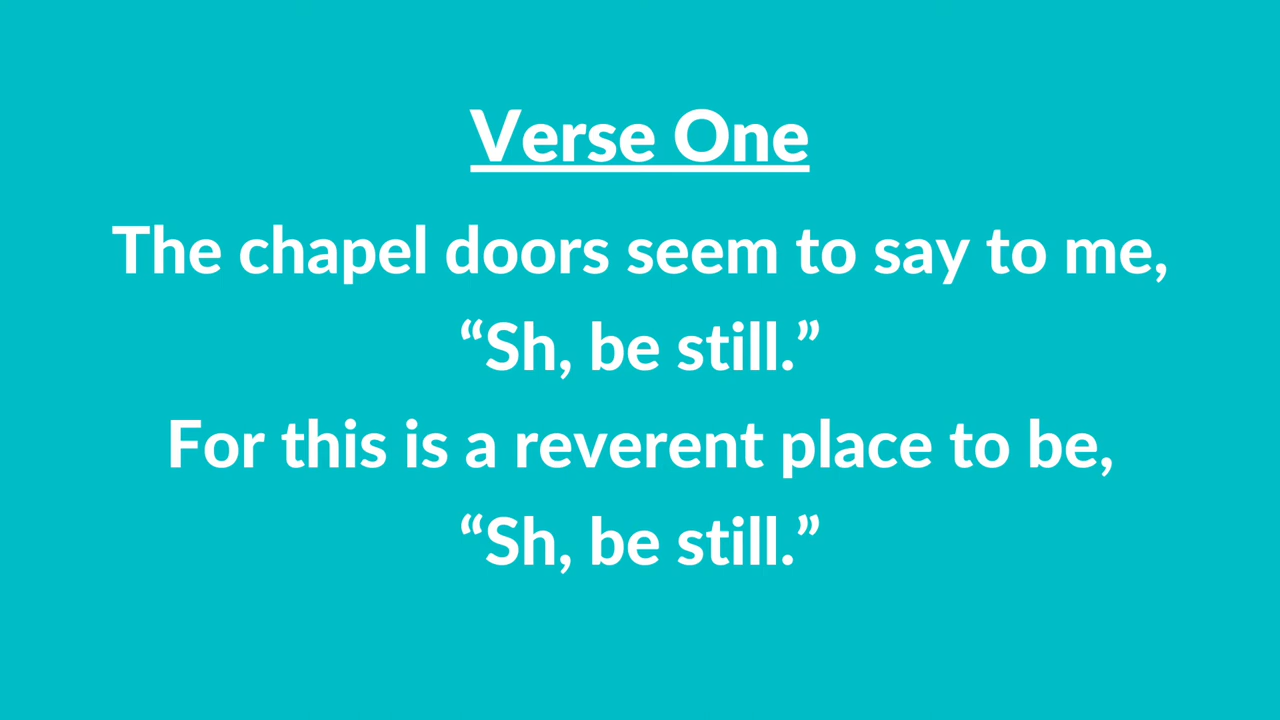 Verse One
The chapel doors seem to say to me,
“Sh, be still.”
For this is a reverent place to be,
“Sh, be still.”